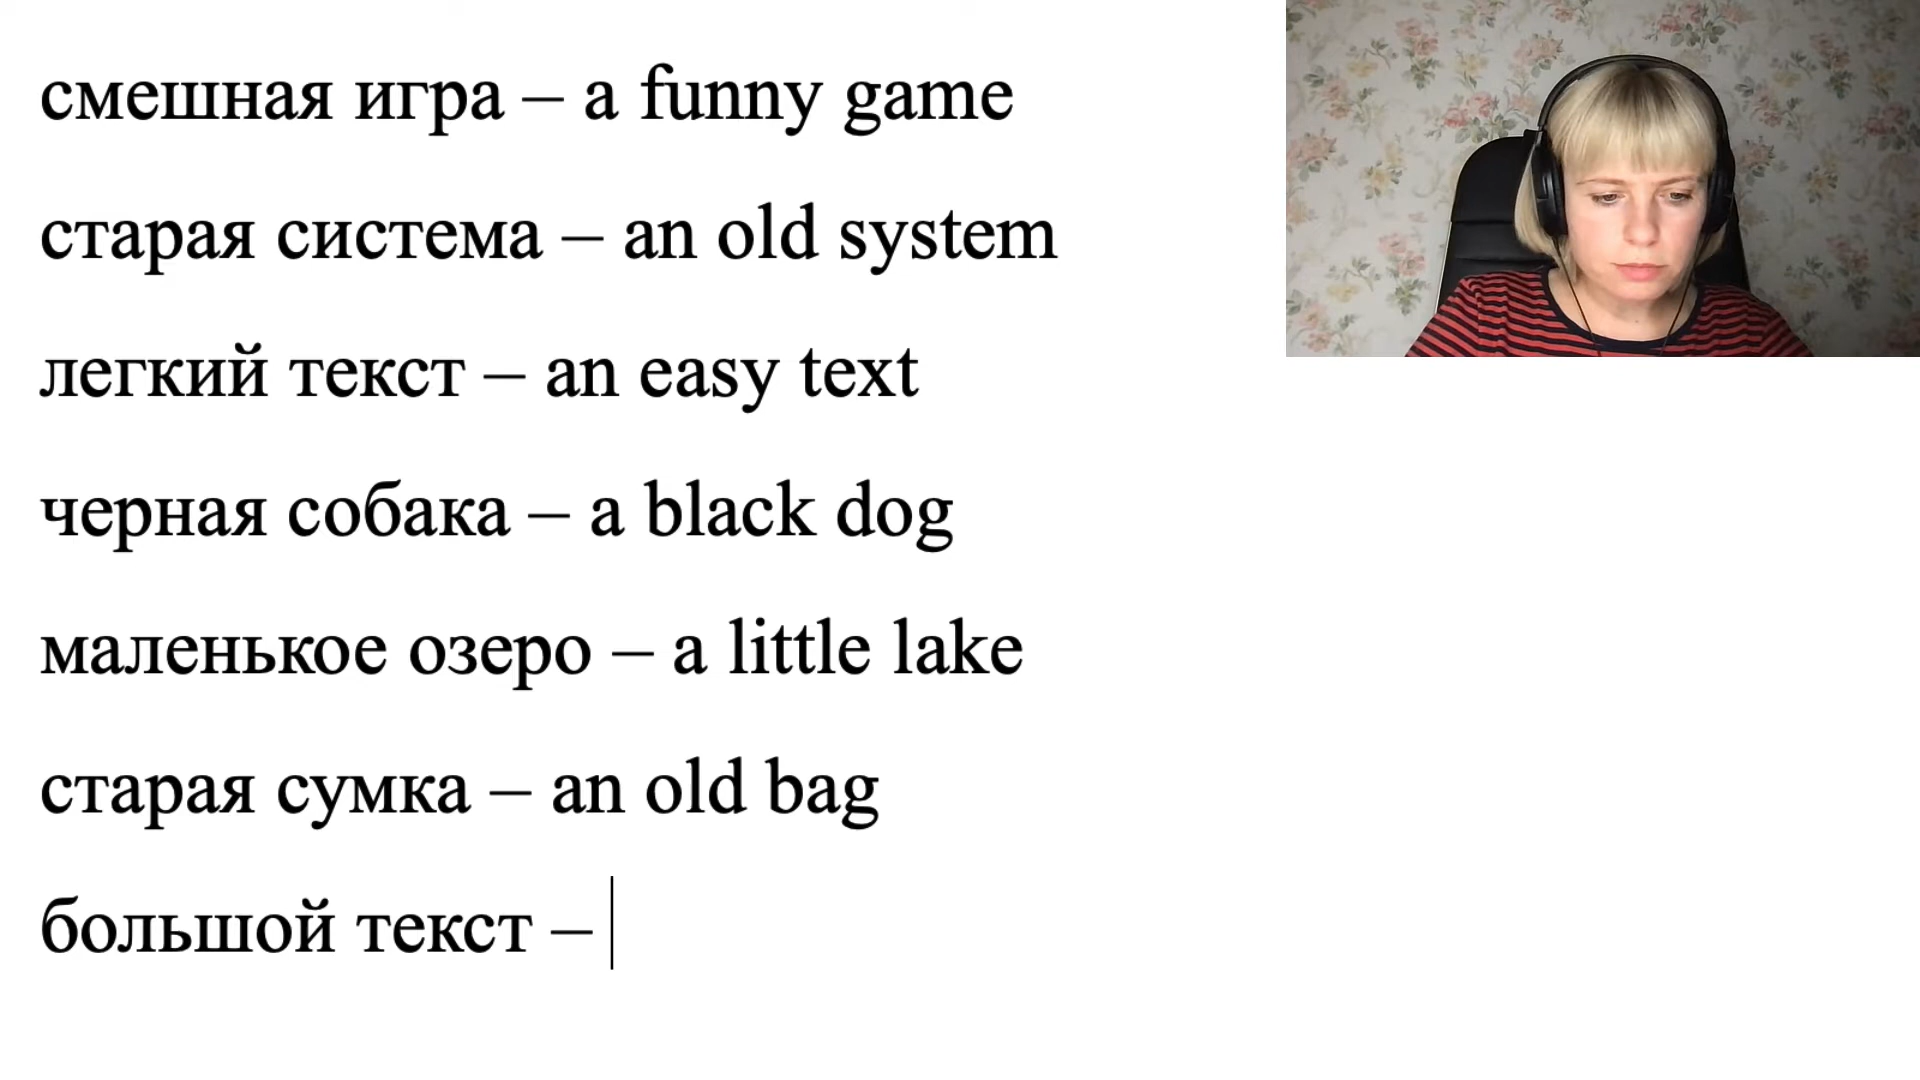 смешная игра – a funny game
старая система – an old system
легкий текст – an easy text
черная собака – a black dog
маленькое озеро – a little lake
старая сумка – an old bag
большой текст –